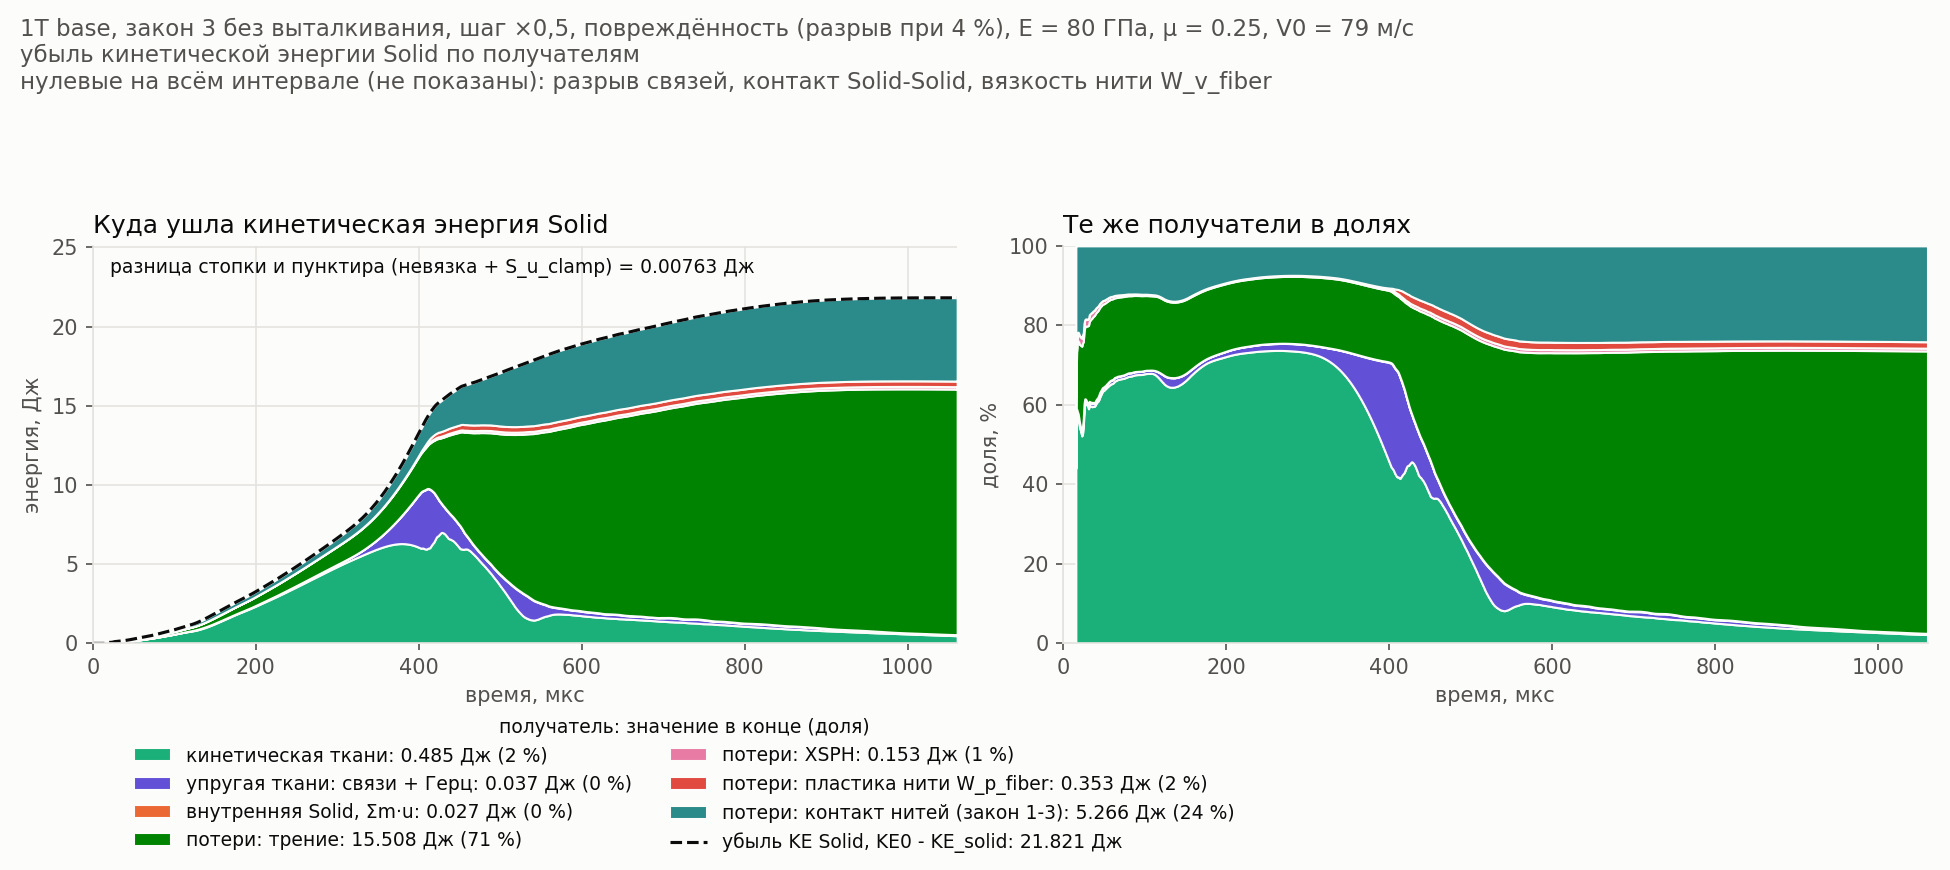 1T base, закон 3 без выталкивания, шаг ×0,5, повреждённость (разрыв при 4 %), E = 80 ГПа, μ = 0.25, V0 = 79 м/с
убыль кинетической энергии Solid по получателям
нулевые на всём интервале (не показаны): разрыв связей, контакт Solid-Solid, вязкость нити W_v_fiber
Куда ушла кинетическая энергия Solid
разница стопки и пунктира (невязка + S_u_clamp) = 0.00763 Дж
25
20
15
10
5
0
энергия, Дж
0 200 400 600 800 1000
время, мкс
Те же получатели в долях
100
80
60
40
20
0
доля, %
0 200 400 600 800 1000
время, мкс
получатель: значение в конце (доля)
кинетическая ткани: 0.485 Дж (2 %)
упругая ткани: связи + Герц: 0.037 Дж (0 %)
внутренняя Solid, Σm·u: 0.027 Дж (0 %)
потери: трение: 15.508 Дж (71 %)
потери: XSPH: 0.153 Дж (1 %)
потери: пластика нити W_p_fiber: 0.353 Дж (2 %)
потери: контакт нитей (закон 1-3): 5.266 Дж (24 %)
убыль KE Solid, KE0 - KE_solid: 21.821 Дж